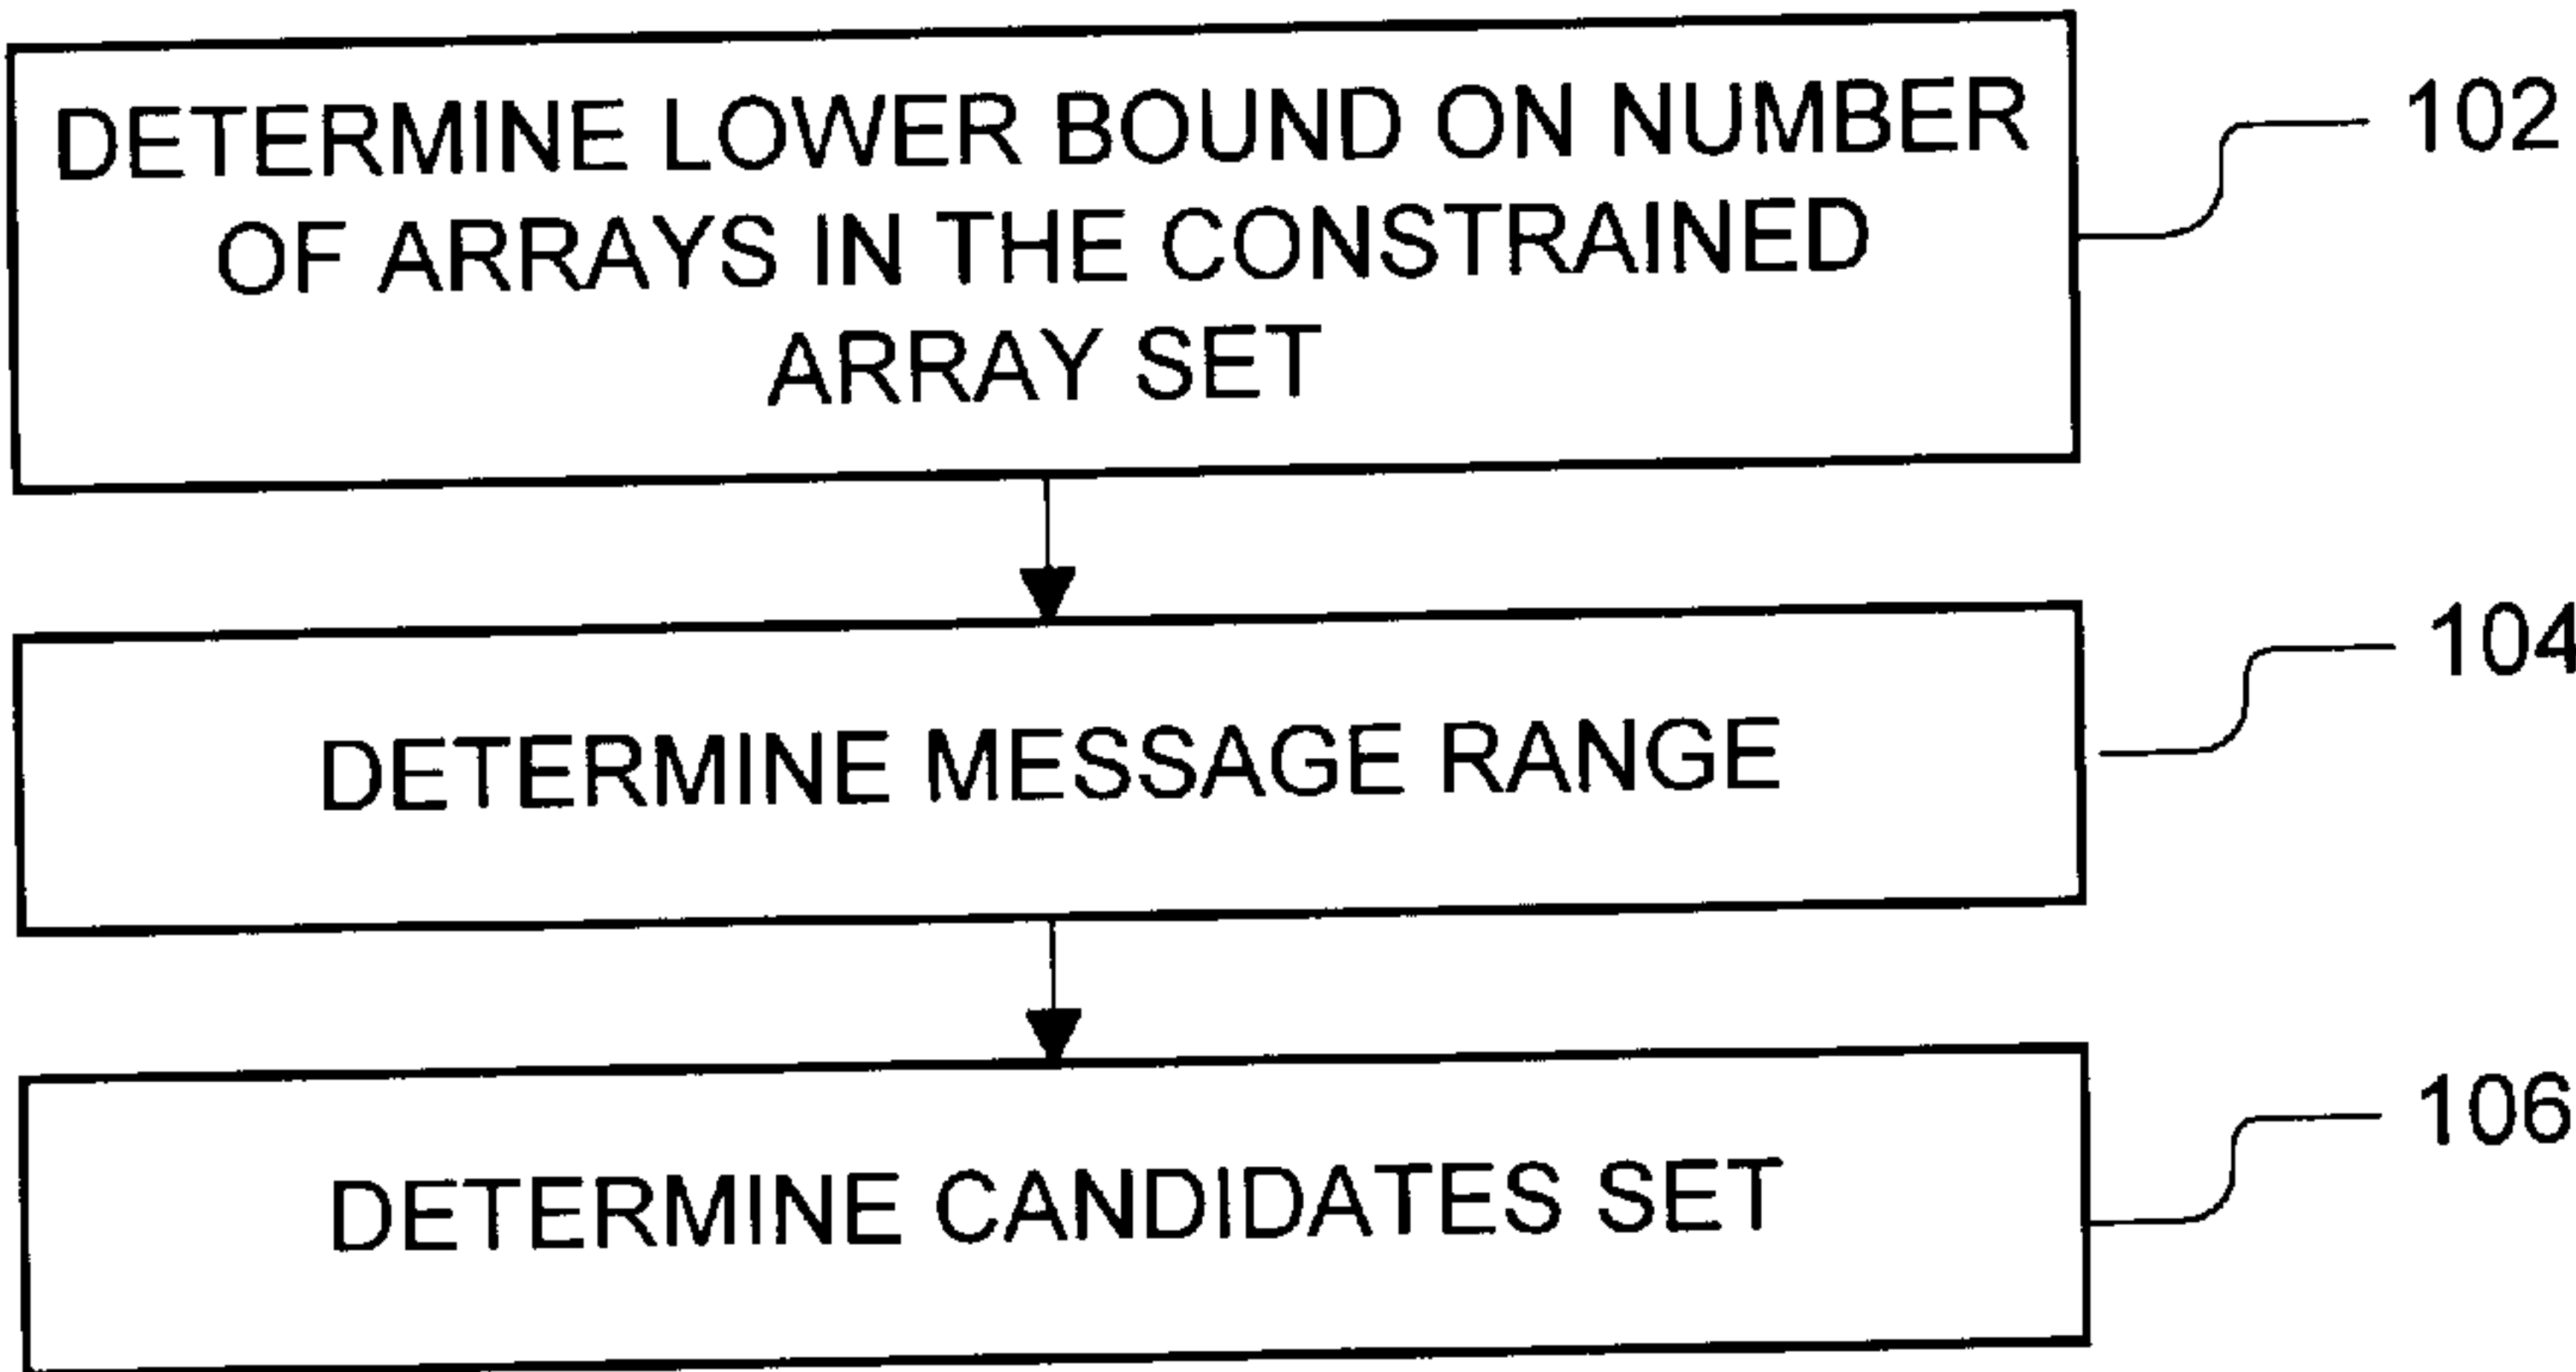 DETERMINE LOWER BOUND ON NUMBER
OF ARRAYS IN THE CONSTRAINED
ARRAY SET
102
DETERMINE MESSAGE RANGE
104
DETERMINE CANDIDATES SET
106